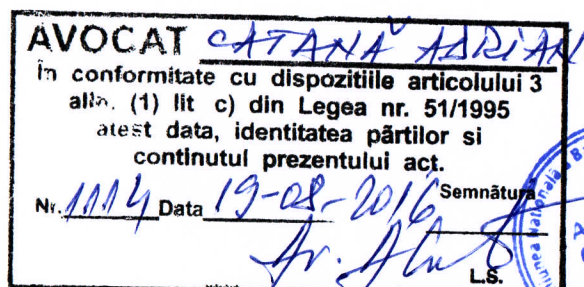 AVOCAT CATANĂ ADRIAN
În conformitate cu dispozitiile articolului 3
alin. (1) lit c) din Legea nr. 51/1995
atest data, identitatea părtilor si
continutul prezentului act.
Nr. 1114 Data 19-08-2016 Semnătura
L.S.